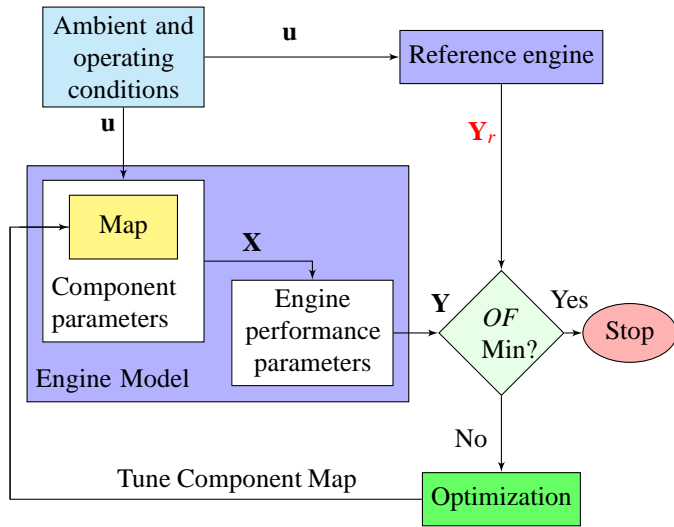 Ambient and
operating
conditions
u
Reference engine
u
Y_r
Map
X
Component
parameters
Engine
performance
parameters
Engine Model
Y
OF
Min?
Yes
Stop
No
Tune Component Map
Optimization